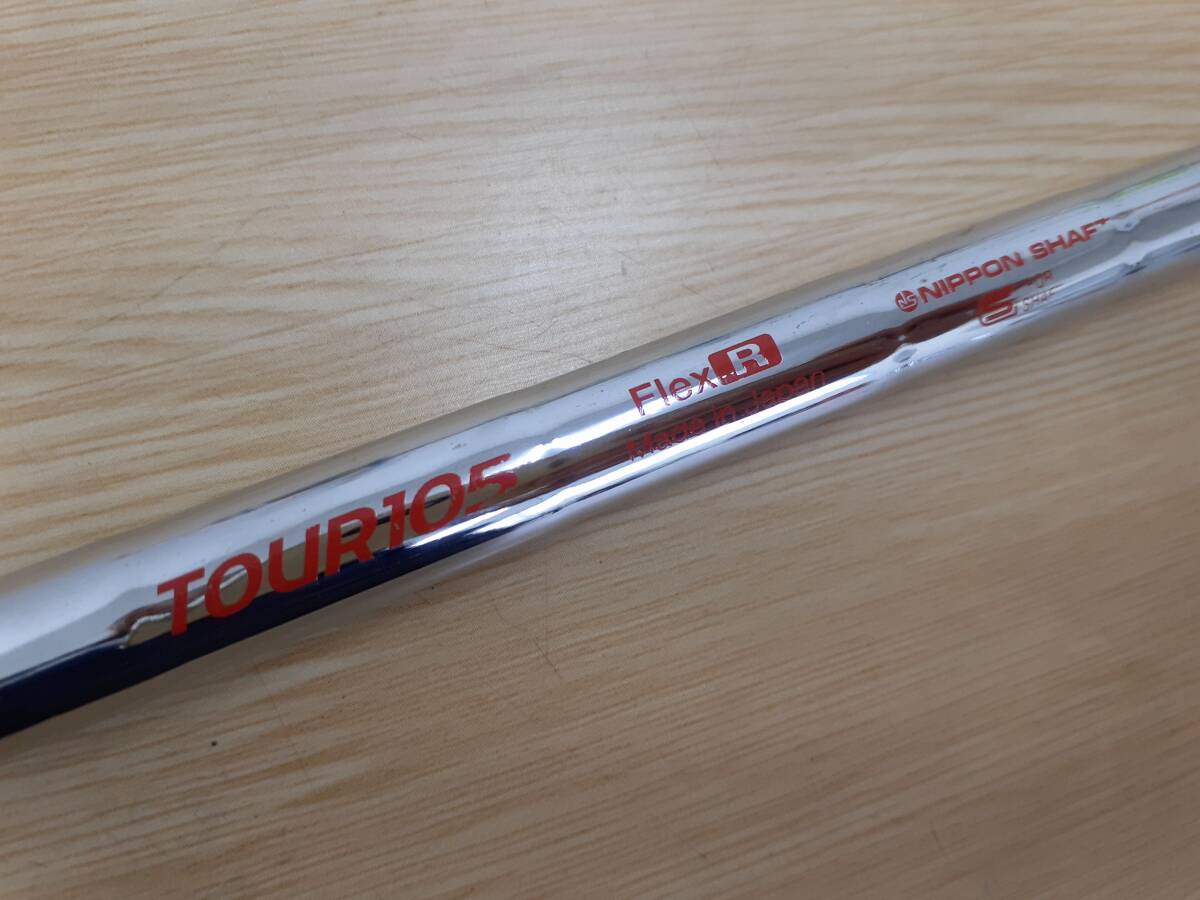 TOUR105
Flex R
Made in Japan
NIPPON SHAFT